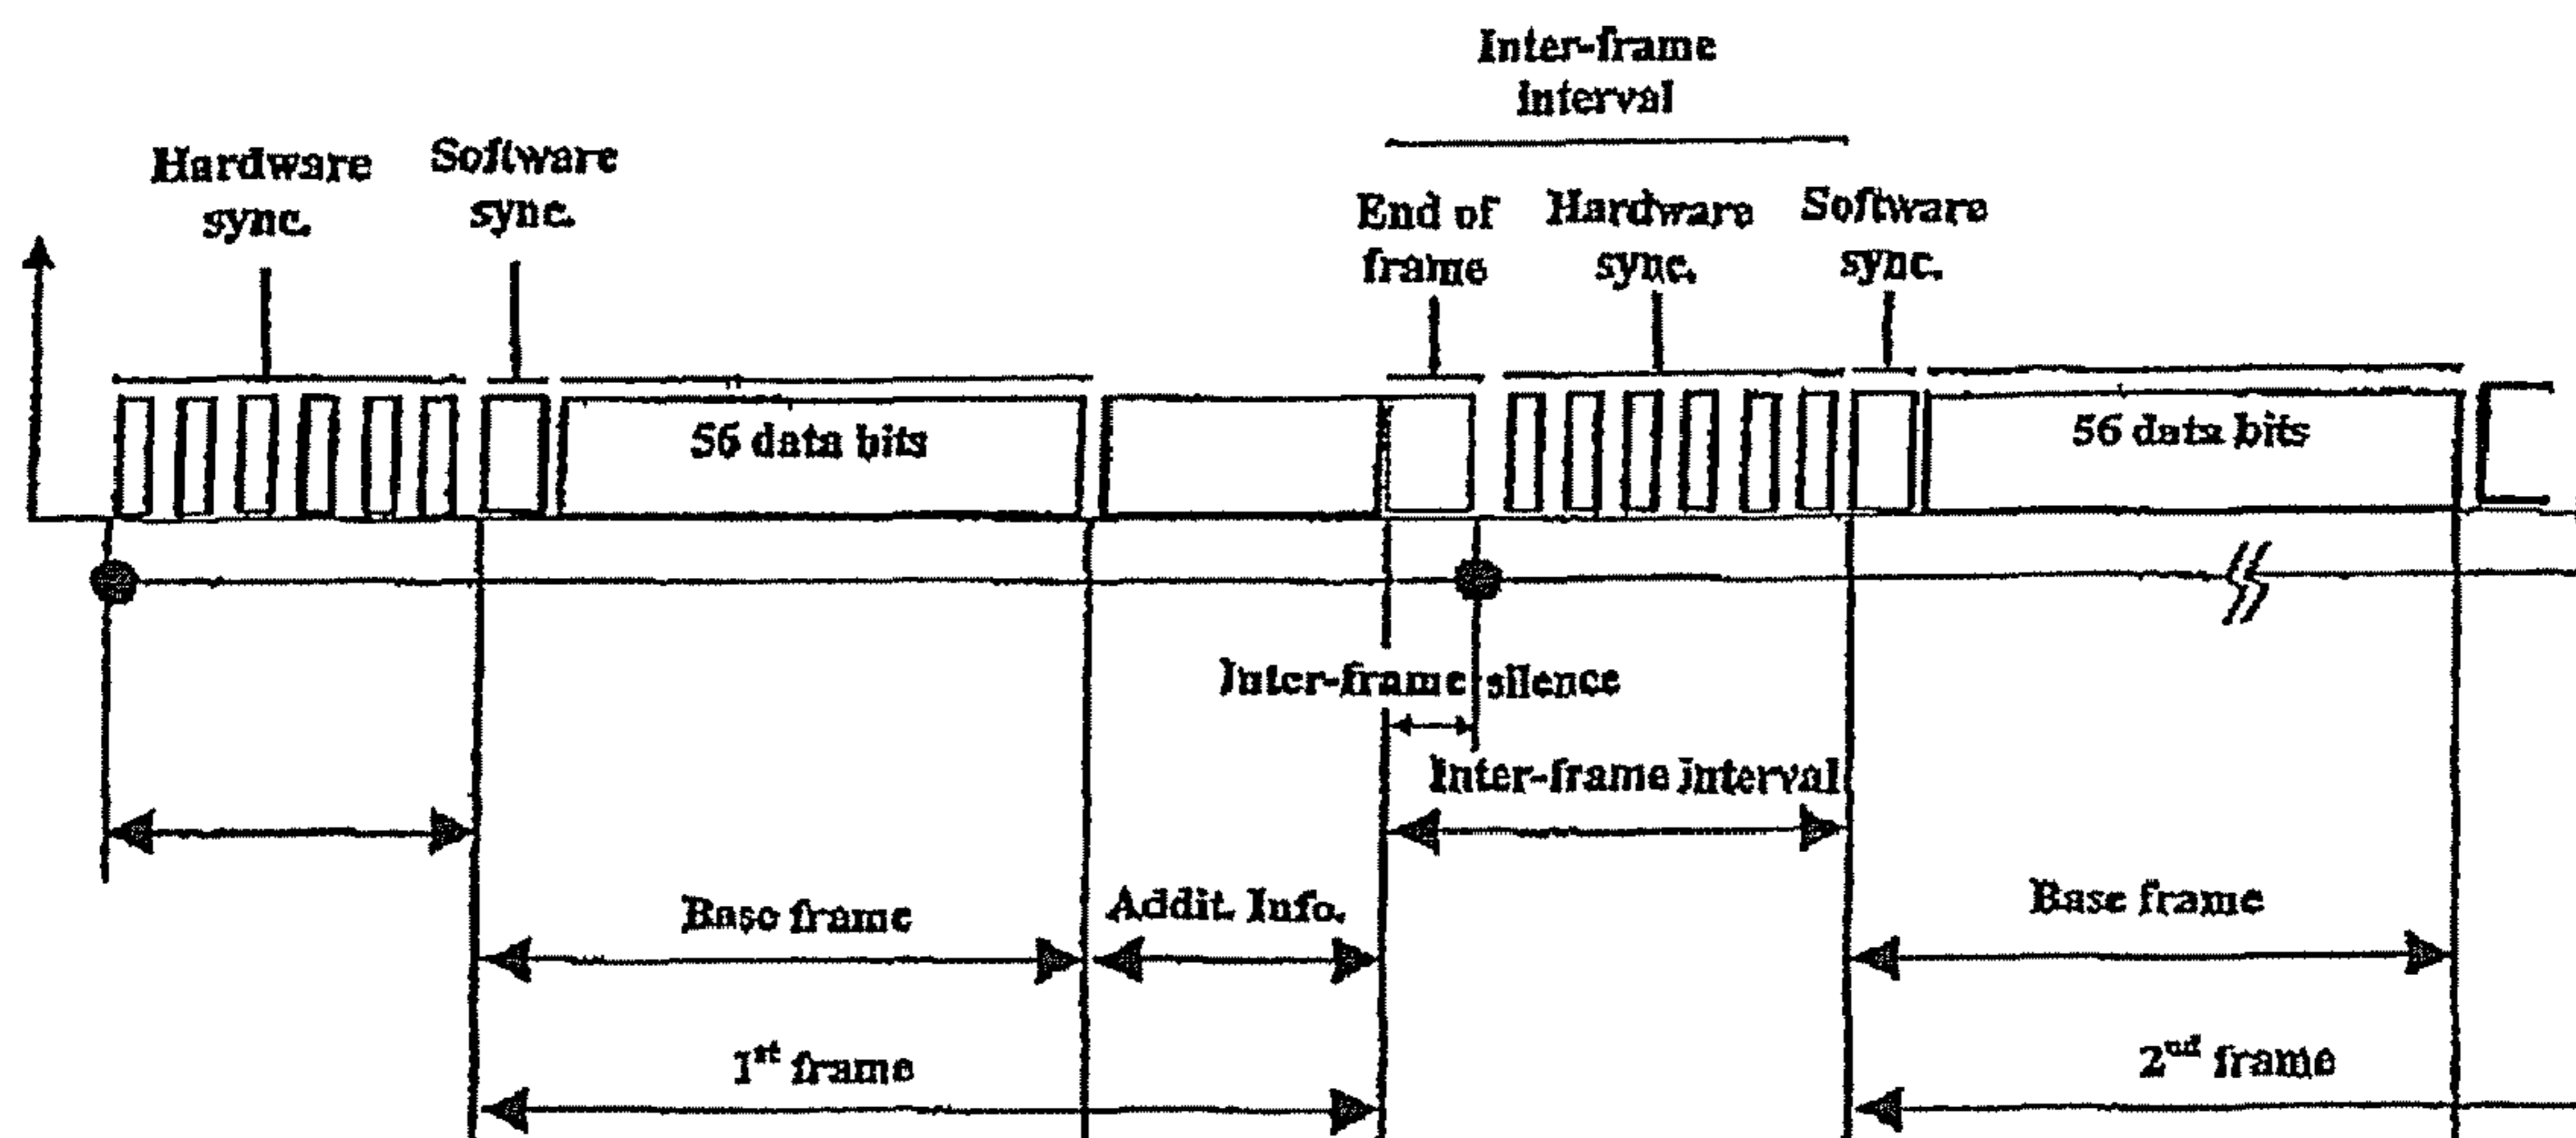 Inter-frame
interval
Hardware
sync.
Software
sync.
End of
frame
Hardware
sync.
Software
sync.
56 data bits
56 data bits
Inter-frame silence
Inter-frame interval
Base frame
Addit. Info.
Base frame
1st frame
2nd frame